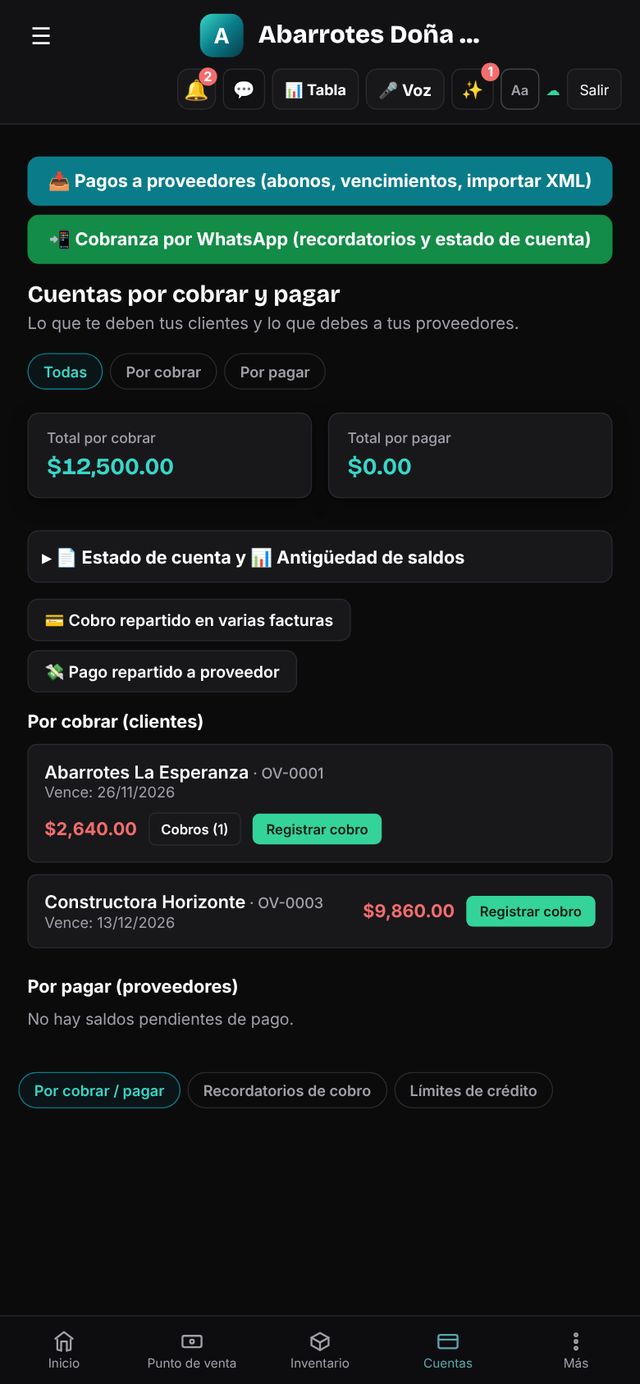 ☰ A Abarrotes Doña ...
🔔 2 💬 📊 Tabla 🎤 Voz ✨ 1 Aa ☁ Salir
📥 Pagos a proveedores (abonos, vencimientos, importar XML)
📲 Cobranza por WhatsApp (recordatorios y estado de cuenta)
Cuentas por cobrar y pagar
Lo que te deben tus clientes y lo que debes a tus proveedores.
Todas Por cobrar Por pagar
Total por cobrar Total por pagar
$12,500.00 $0.00
▸ 📄 Estado de cuenta y 📊 Antigüedad de saldos
💳 Cobro repartido en varias facturas
💸 Pago repartido a proveedor
Por cobrar (clientes)
Abarrotes La Esperanza · OV-0001
Vence: 26/11/2026
$2,640.00 Cobros (1) Registrar cobro
Constructora Horizonte · OV-0003
Vence: 13/12/2026
$9,860.00 Registrar cobro
Por pagar (proveedores)
No hay saldos pendientes de pago.
Por cobrar / pagar Recordatorios de cobro Límites de crédito
Inicio Punto de venta Inventario Cuentas Más